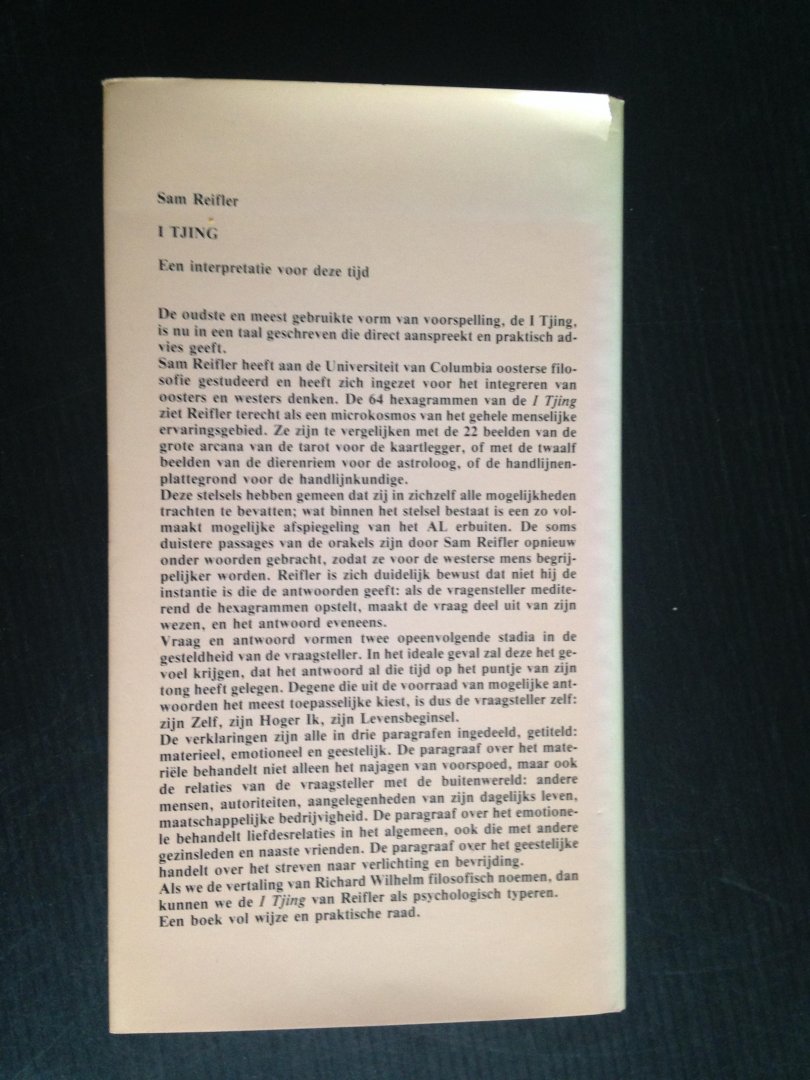 Sam Reifler
I TJING
Een interpretatie voor deze tijd
De oudste en meest gebruikte vorm van voorspelling, de I Tjing,
is nu in een taal geschreven die direct aanspreekt en praktisch ad-
vies geeft.
Sam Reifler heeft aan de Universiteit van Columbia oosterse filo-
sofie gestudeerd en heeft zich ingezet voor het integreren van
oosters en westers denken. De 64 hexagrammen van de I Tjing
ziet Reifler terecht als een microkosmos van het gehele menselijke
ervaringsgebied. Ze zijn te vergelijken met de 22 beelden van de
grote arcana van de tarot voor de kaartlegger, of met de twaalf
beelden van de dierenriem voor de astroloog, of de handlijnen-
plattegrond voor de handlijnkundige.
Deze stelsels hebben gemeen dat zij in zichzelf alle mogelijkheden
trachten te bevatten; wat binnen het stelsel bestaat is een zo vol-
maakt mogelijke afspiegeling van het AL erbuiten. De soms
duistere passages van de orakels zijn door Sam Reifler opnieuw
onder woorden gebracht, zodat ze voor de westerse mens begrij-
pelijker worden. Reifler is zich duidelijk bewust dat niet hij de
instantie is die de antwoorden geeft: als de vragensteller medite-
rend de hexagrammen opstelt, maakt de vraag deel uit van zijn
wezen, en het antwoord eveneens.
Vraag en antwoord vormen twee opeenvolgende stadia in de
gesteldheid van de vraagsteller. In het ideale geval zal deze het ge-
voel krijgen, dat het antwoord al die tijd op het puntje van zijn
tong heeft gelegen. Degene die uit de voorraad van mogelijke ant-
woorden het meest toepasselijke kiest, is dus de vraagsteller zelf:
zijn Zelf, zijn Hoger Ik, zijn Levensbeginsel.
De verklaringen zijn alle in drie paragrafen ingedeeld, getiteld:
materieel, emotioneel en geestelijk. De paragraaf over het mate-
riële behandelt niet alleen het najagen van voorspoed, maar ook
de relaties van de vraagsteller met de buitenwereld: andere
mensen, autoriteiten, aangelegenheden van zijn dagelijks leven,
maatschappelijke bedrijvigheid. De paragraaf over het emotione-
le behandelt liefdesrelaties in het algemeen, ook die met andere
gezinsleden en naaste vrienden. De paragraaf over het geestelijke
handelt over het streven naar verlichting en bevrijding.
Als we de vertaling van Richard Wilhelm filosofisch noemen, dan
kunnen we de I Tjing van Reifler als psychologisch typeren.
Een boek vol wijze en praktische raad.